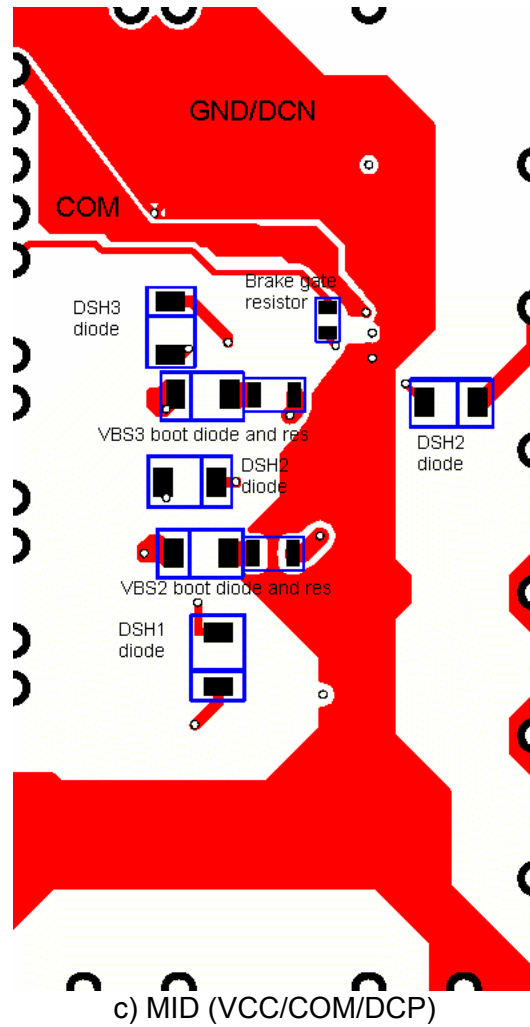 GND/DCN
COM
Brake gate
resistor
DSH3
diode
VBS3 boot diode and res
DSH2
diode
DSH2
diode
VBS2 boot diode and res
DSH1
diode
c) MID (VCC/COM/DCP)